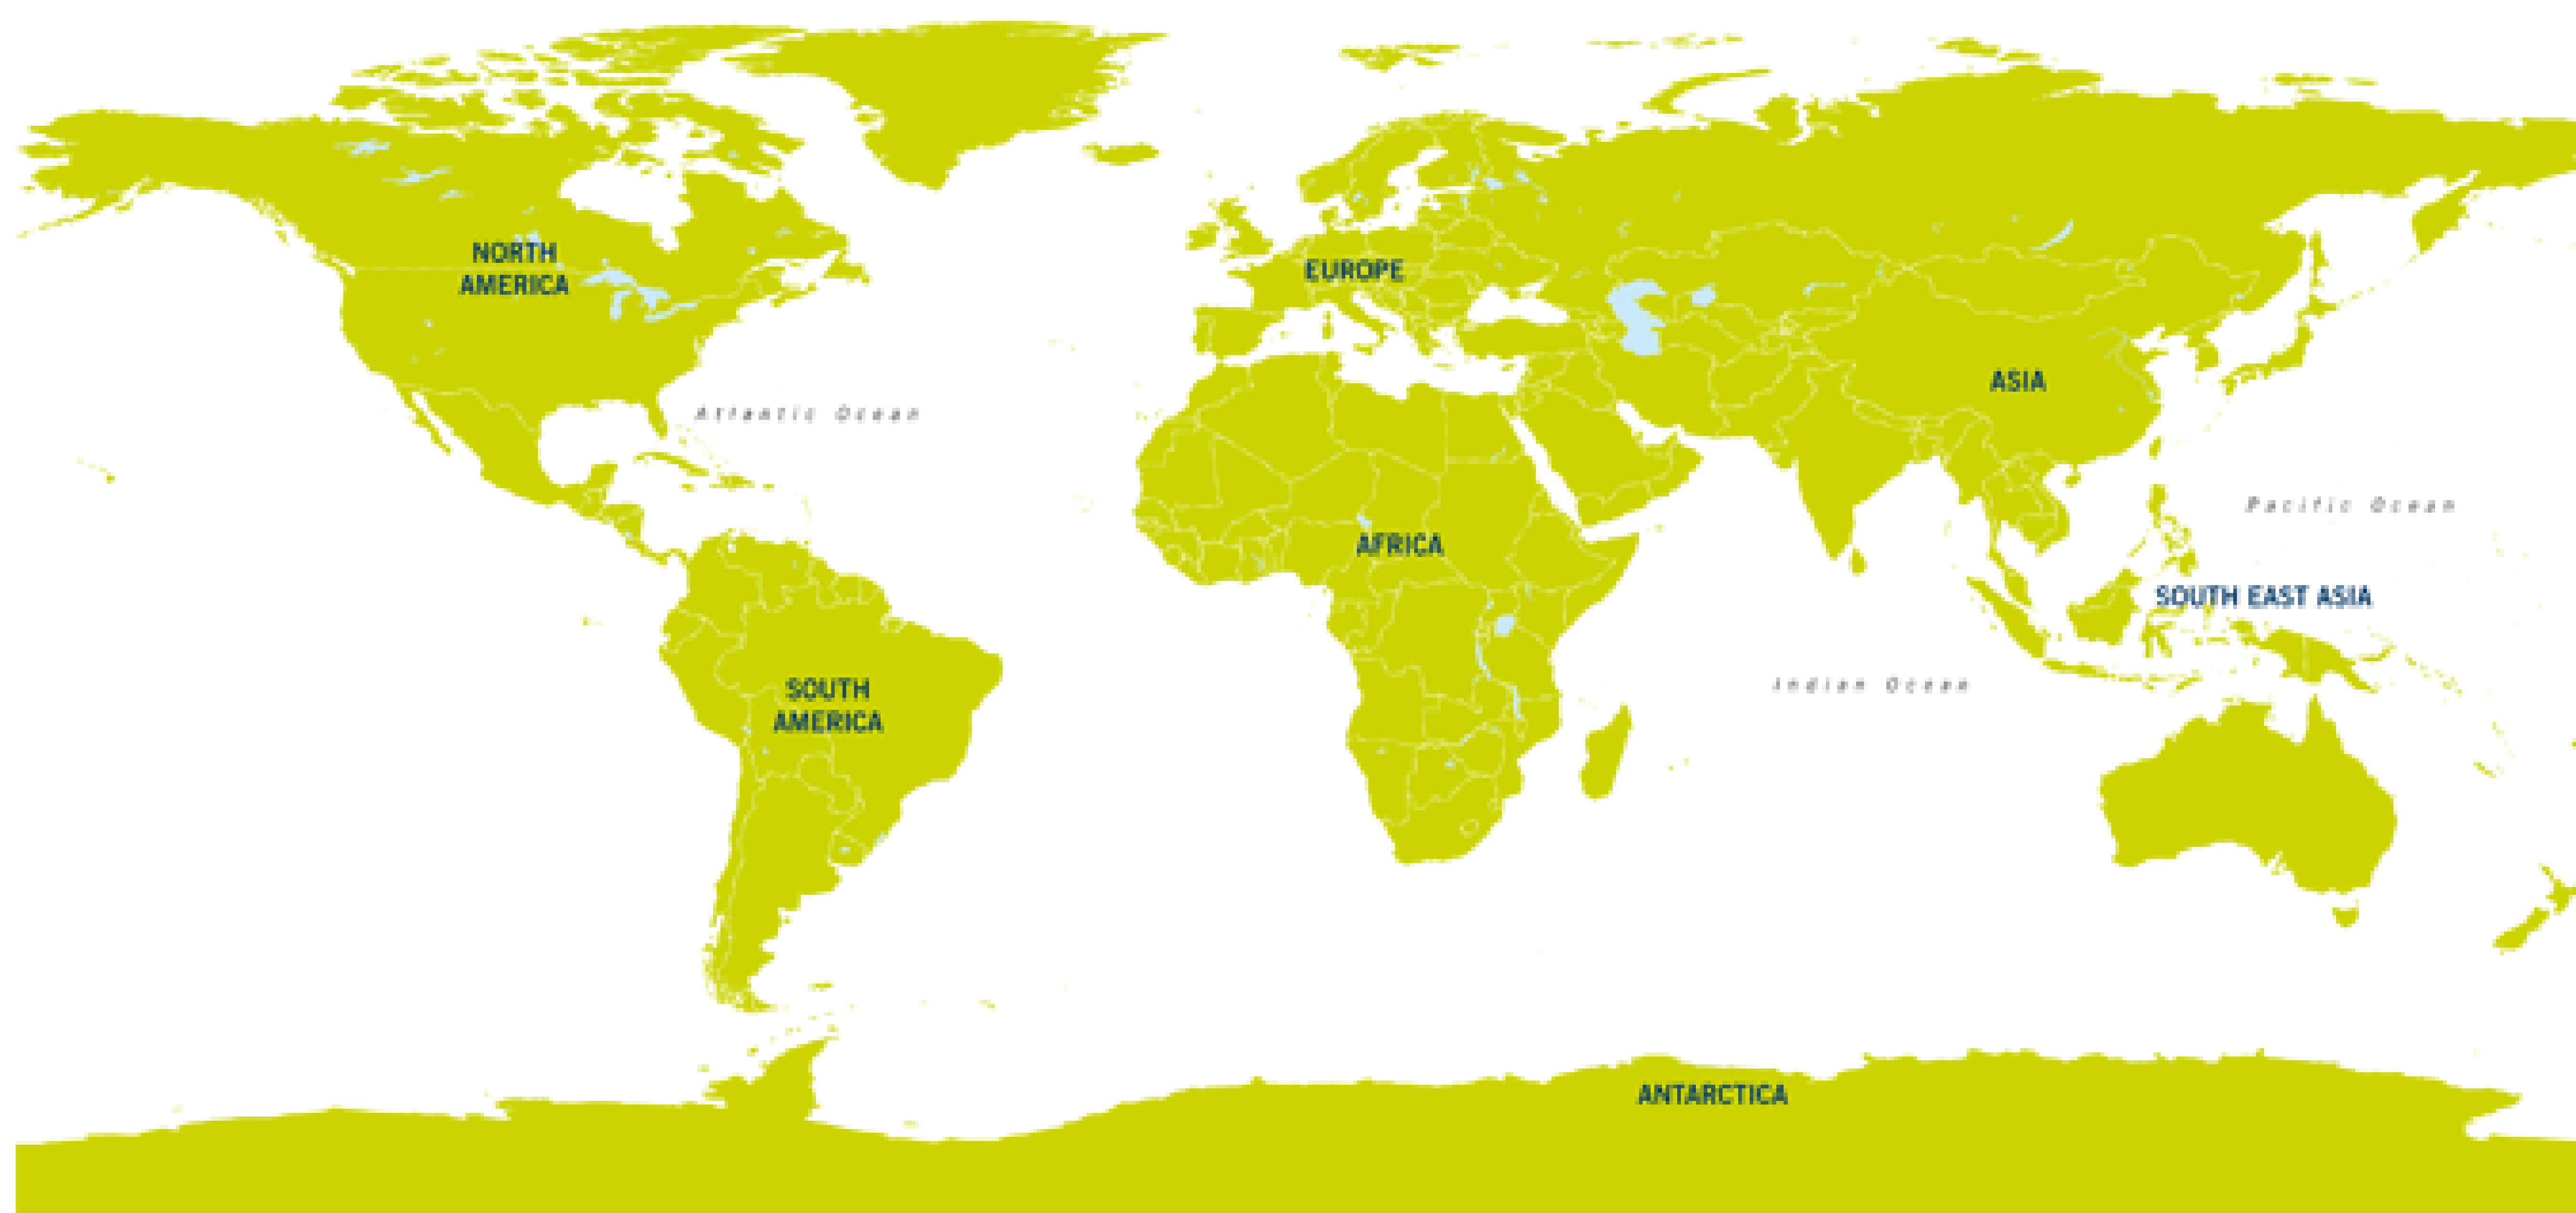 NORTH
AMERICA
EUROPE
ASIA
Atlantic Ocean
Pacific Ocean
AFRICA
SOUTH EAST ASIA
SOUTH
AMERICA
Indian Ocean
ANTARCTICA